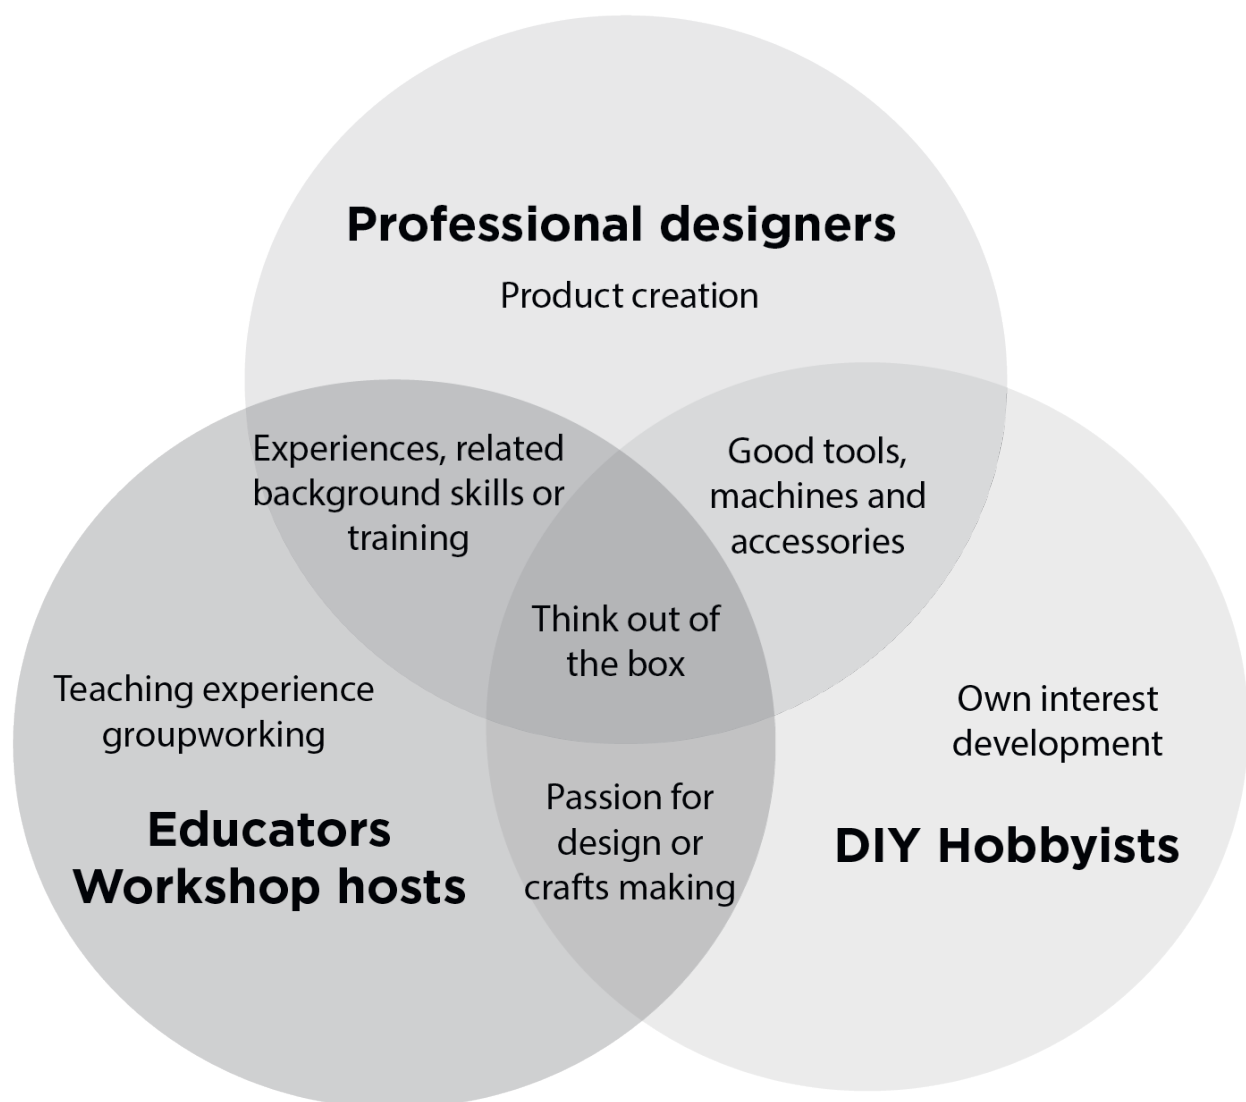 Professional designers
Product creation
Experiences, related
background skills or
training
Good tools,
machines and
accessories
Think out of
the box
Teaching experience
groupworking
Educators
Workshop hosts
Passion for
design or
crafts making
Own interest
development
DIY Hobbyists